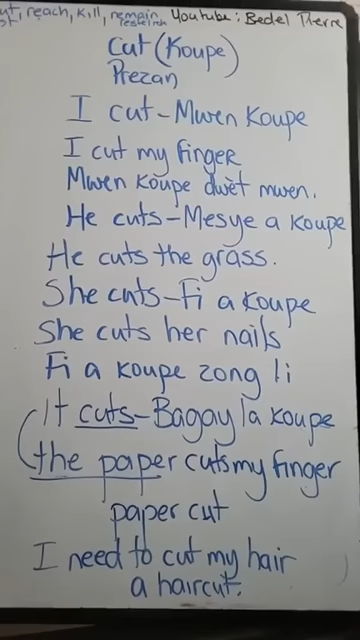 ut, reach, kill, remain Youtube: Bedel Pierre
Cut (Koupe)
Prezan
I cut - Mwen Koupe
I cut my finger
Mwen Koupe dwèt mwen.
He cuts - Mesye a koupe
He cuts the grass.
She cuts - Fi a koupe
She cuts her nails
Fi a koupe zong li
It cuts - Bagay la koupe
the paper cuts my finger
paper cut
I need to cut my hair
a haircut.